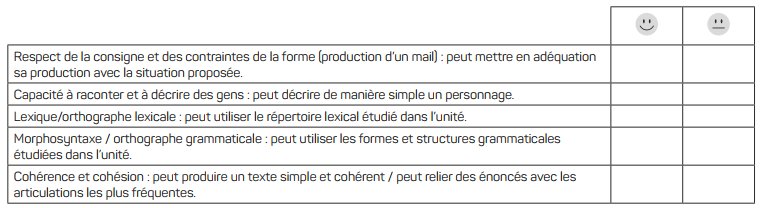 Respect de la consigne et des contraintes de la forme (production d'un mail) : peut mettre en adéquation
sa production avec la situation proposée.
Capacité à raconter et à décrire des gens : peut décrire de manière simple un personnage.
Lexique/orthographe lexicale : peut utiliser le répertoire lexical étudié dans l'unité.
Morphosyntaxe / orthographe grammaticale : peut utiliser les formes et structures grammaticales
étudiées dans l'unité.
Cohérence et cohésion : peut produire un texte simple et cohérent / peut relier des énoncés avec les
articulations les plus fréquentes.